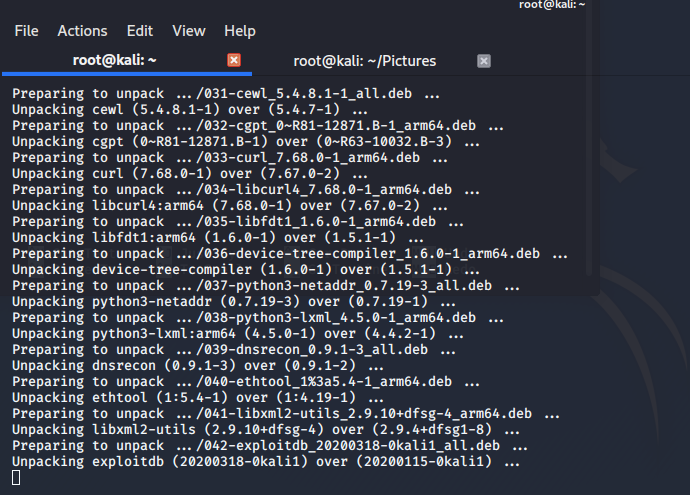 root@kali: ~
File Actions Edit View Help
root@kali: ~ root@kali: ~/Pictures
Preparing to unpack .../031-cewl_5.4.8.1-1_all.deb ...
Unpacking cewl (5.4.8.1-1) over (5.4.7-1) ...
Preparing to unpack .../032-cgpt_0~R81-12871.B-1_arm64.deb ...
Unpacking cgpt (0~R81-12871.B-1) over (0~R63-10032.B-3) ...
Preparing to unpack .../033-curl_7.68.0-1_arm64.deb ...
Unpacking curl (7.68.0-1) over (7.67.0-2) ...
Preparing to unpack .../034-libcurl4_7.68.0-1_arm64.deb ...
Unpacking libcurl4:arm64 (7.68.0-1) over (7.67.0-2) ...
Preparing to unpack .../035-libfdt1_1.6.0-1_arm64.deb ...
Unpacking libfdt1:arm64 (1.6.0-1) over (1.5.1-1) ...
Preparing to unpack .../036-device-tree-compiler_1.6.0-1_arm64.deb ...
Unpacking device-tree-compiler (1.6.0-1) over (1.5.1-1) ...
Preparing to unpack .../037-python3-netaddr_0.7.19-3_all.deb ...
Unpacking python3-netaddr (0.7.19-3) over (0.7.19-1) ...
Preparing to unpack .../038-python3-lxml_4.5.0-1_arm64.deb ...
Unpacking python3-lxml:arm64 (4.5.0-1) over (4.4.2-1) ...
Preparing to unpack .../039-dnsrecon_0.9.1-3_all.deb ...
Unpacking dnsrecon (0.9.1-3) over (0.9.1-2) ...
Preparing to unpack .../040-ethtool_1%3a5.4-1_arm64.deb ...
Unpacking ethtool (1:5.4-1) over (1:4.19-1) ...
Preparing to unpack .../041-libxml2-utils_2.9.10+dfsg-4_arm64.deb ...
Unpacking libxml2-utils (2.9.10+dfsg-4) over (2.9.4+dfsg1-8) ...
Preparing to unpack .../042-exploitdb_20200318-0kali1_all.deb ...
Unpacking exploitdb (20200318-0kali1) over (20200115-0kali1) ...